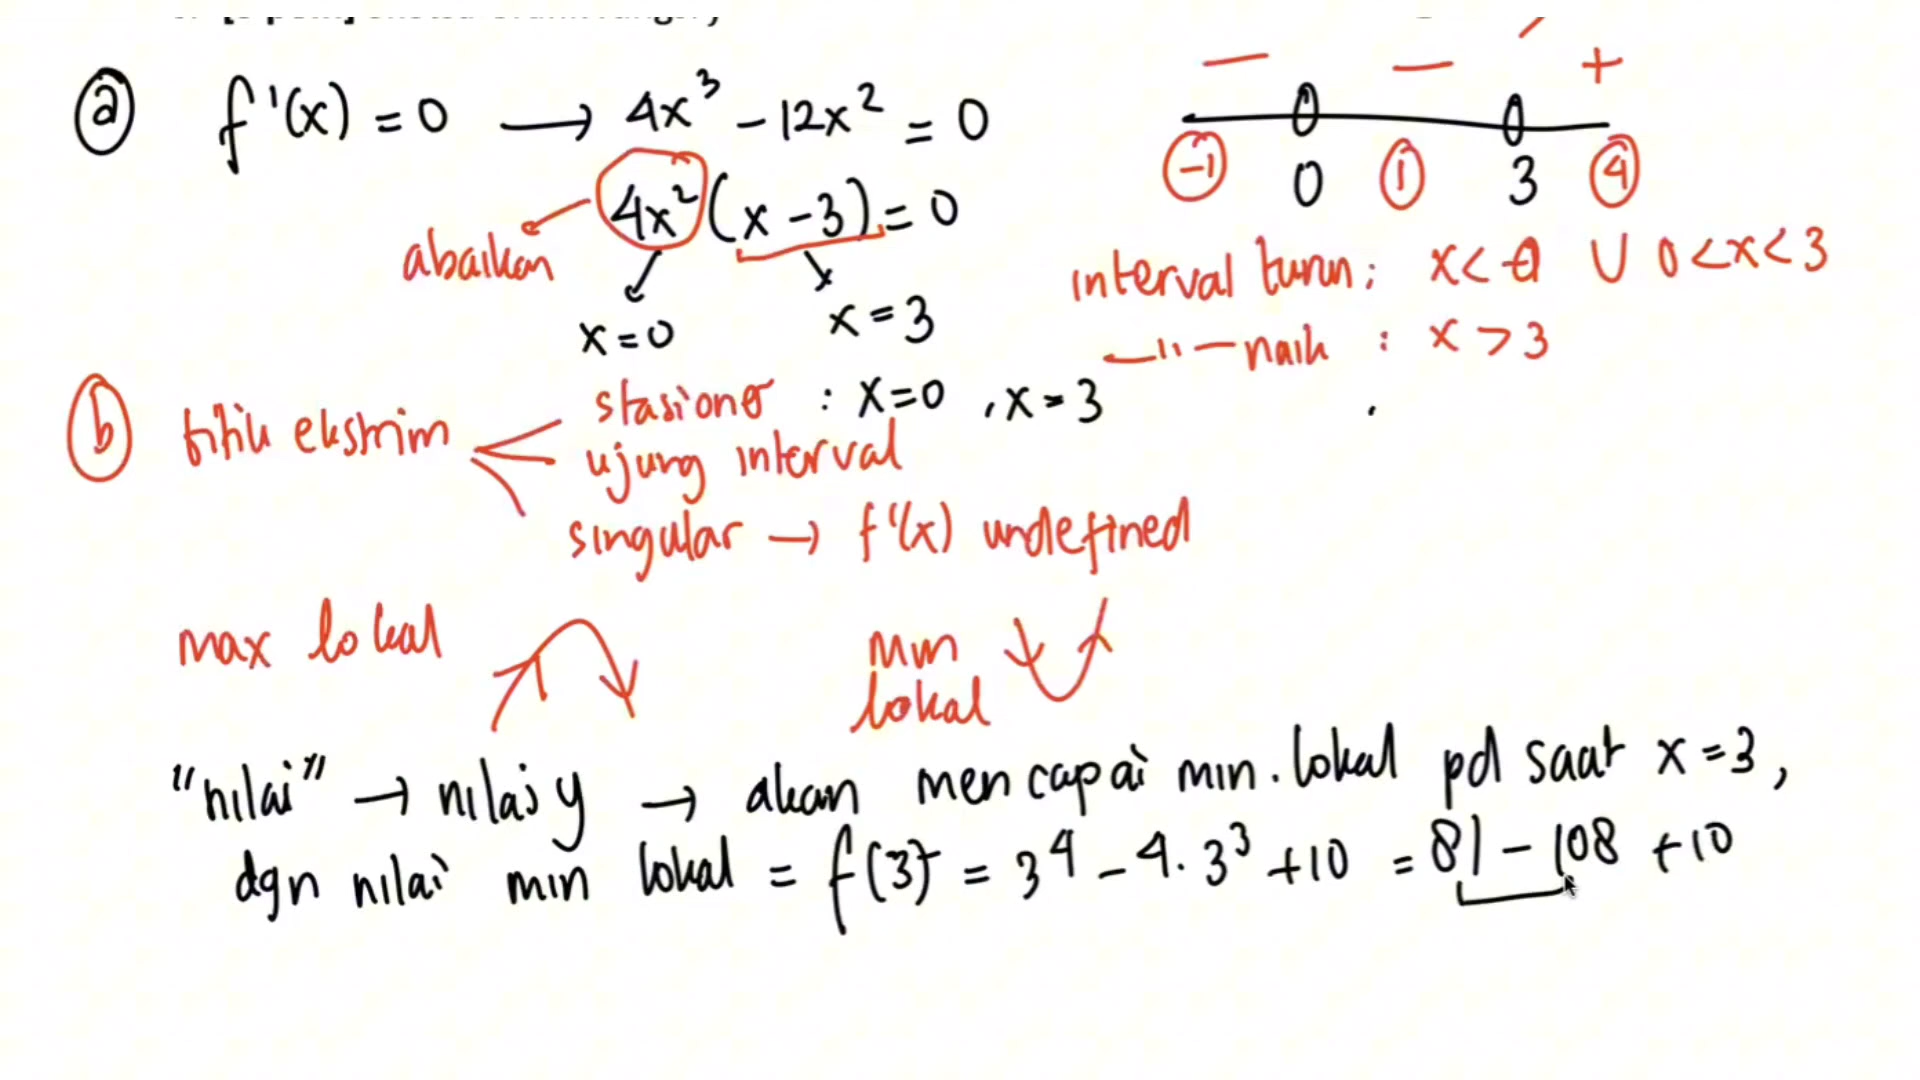 (a) f'(x) = 0 → 4x³ - 12x² = 0
4x² (x - 3) = 0
abaikan
x = 0 x = 3
- - +
-1 0 1 3 4
interval turun : x < 0 ∪ 0 < x < 3
—"— naik : x > 3
(b) titik ekstrim
stasioner : x = 0 , x = 3
ujung interval
singular → f'(x) undefined
max lokal
min
lokal
"nilai" → nilai y → akan mencapai min. lokal pd saat x = 3,
dgn nilai min lokal = f(3) = 3⁴ - 4. 3³ + 10 = 81 - 108 + 10